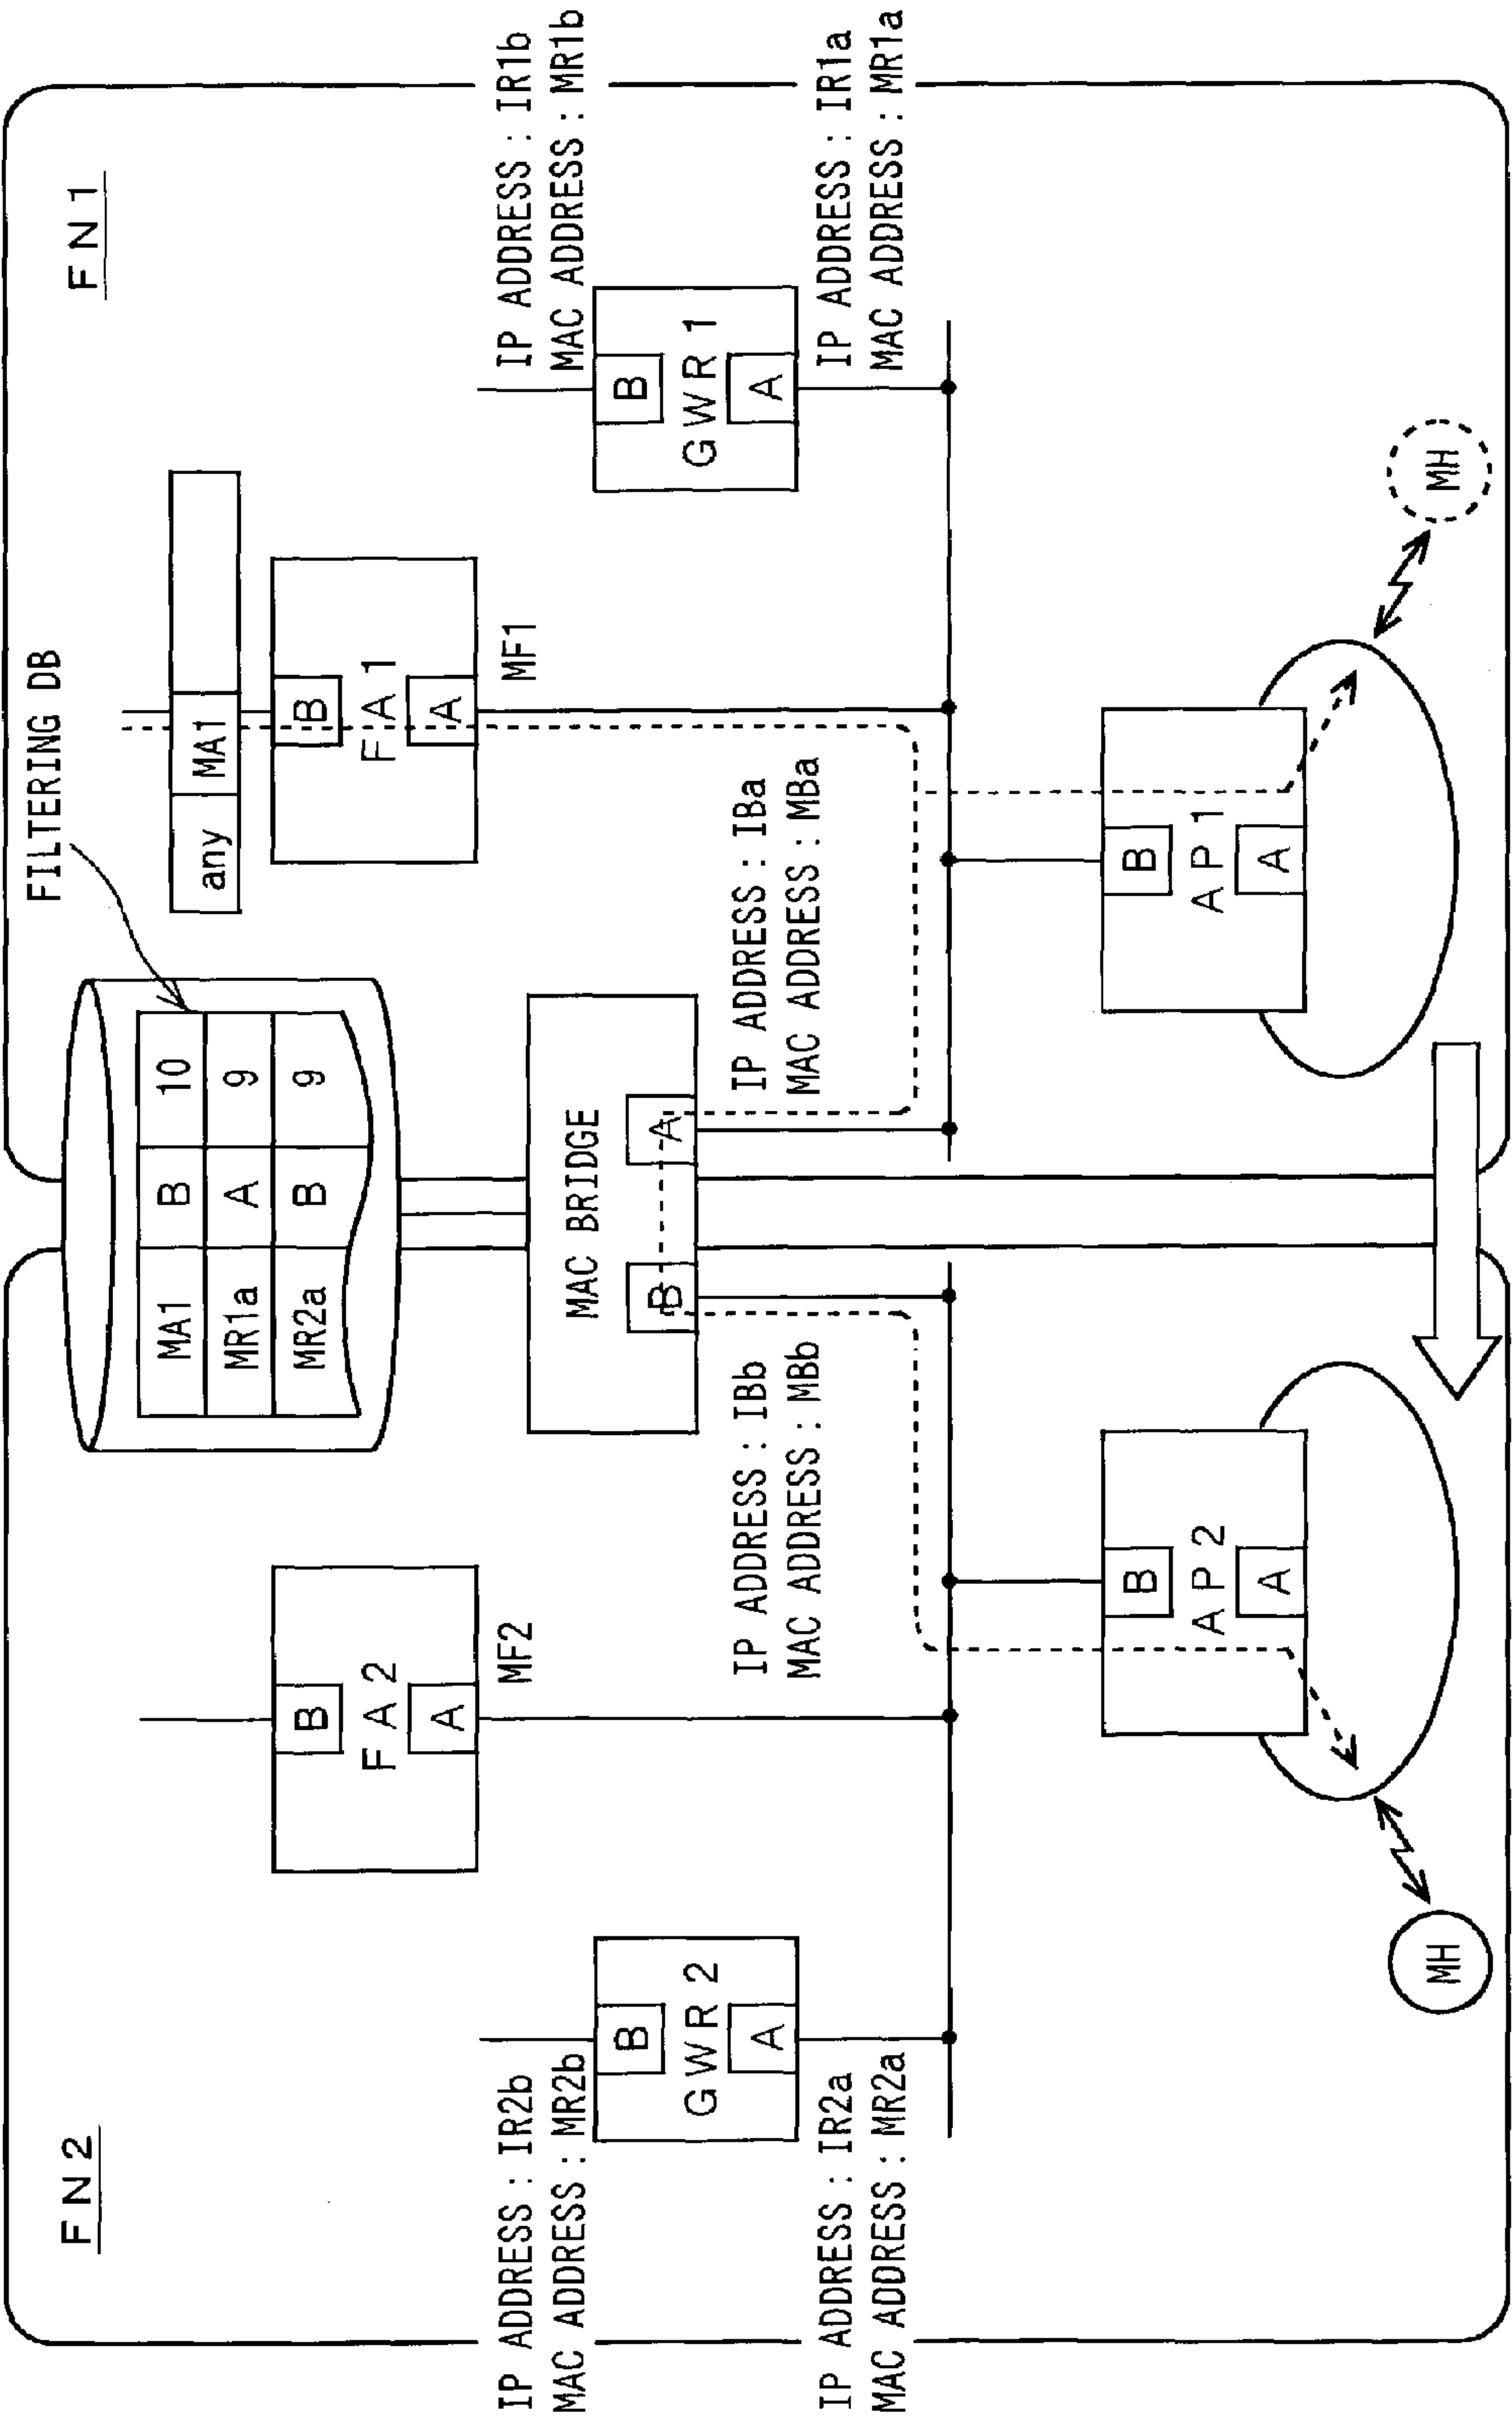 FN2
FN1
FILTERING DB
MA1 B 10
MR1a A 9
MR2a B 9
any MA1
B
FA2
A
MF2
B
FA1
A
MF1
MAC BRIDGE
B A
IP ADDRESS : IR2b
MAC ADDRESS : MR2b
B
GWR2
A
IP ADDRESS : IR2a
MAC ADDRESS : MR2a
IP ADDRESS : IBb
MAC ADDRESS : MBb
IP ADDRESS : IBa
MAC ADDRESS : MBa
IP ADDRESS : IR1b
MAC ADDRESS : MR1b
B
GWR1
A
IP ADDRESS : IR1a
MAC ADDRESS : MR1a
B
AP2
A
B
AP1
A
MH
MH